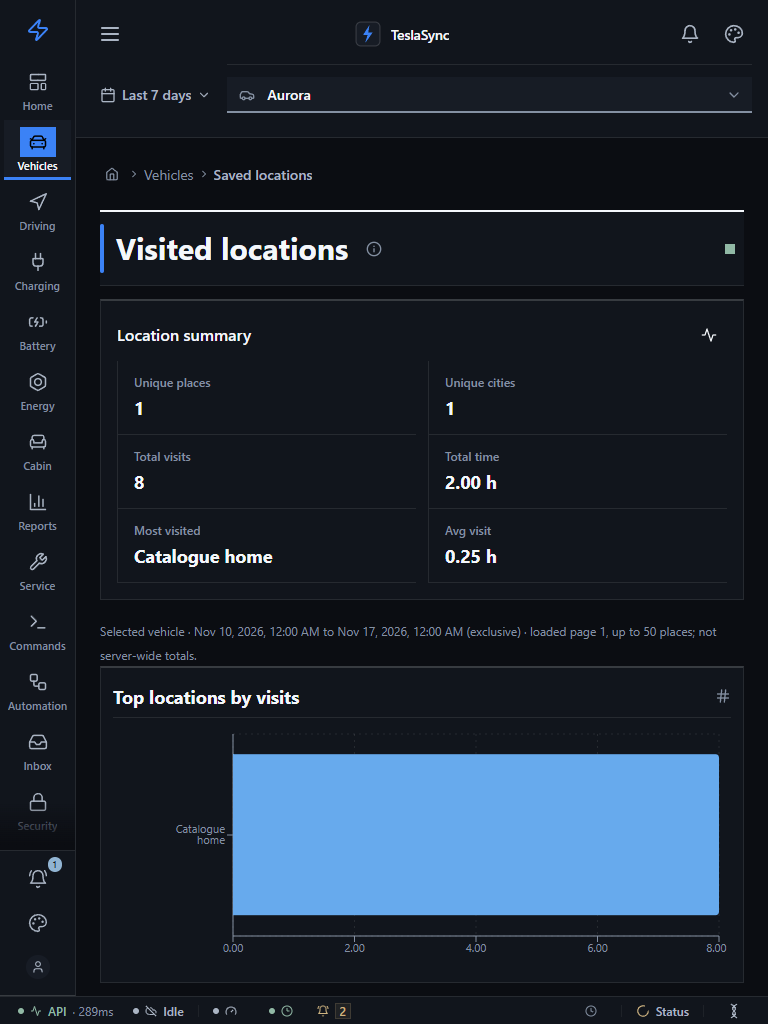 TeslaSync
Last 7 days
Aurora
Home
Vehicles
Driving
Charging
Battery
Energy
Cabin
Reports
Service
Commands
Automation
Inbox
Security
1
Vehicles
Saved locations
Visited locations
Location summary
Unique places
1
Unique cities
1
Total visits
8
Total time
2.00 h
Most visited
Catalogue home
Avg visit
0.25 h
Selected vehicle · Nov 10, 2026, 12:00 AM to Nov 17, 2026, 12:00 AM (exclusive) · loaded page 1, up to 50 places; not
server-wide totals.
Top locations by visits
#
Catalogue
home
0.00 2.00 4.00 6.00 8.00
API · 289ms
Idle
2
Status